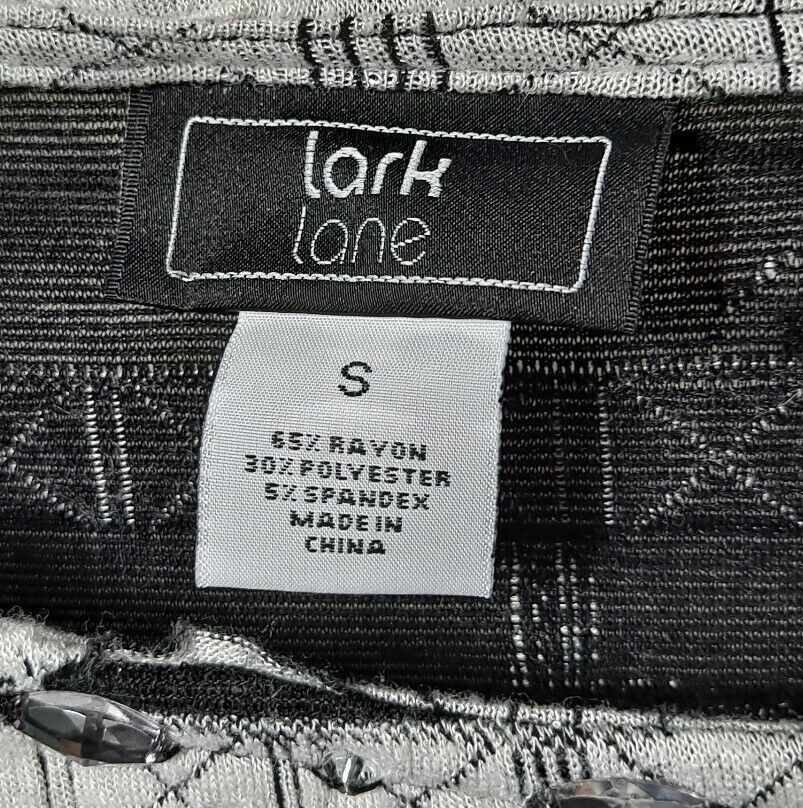 lark
lane
S
65% RAYON
30% POLYESTER
5% SPANDEX
MADE IN
CHINA